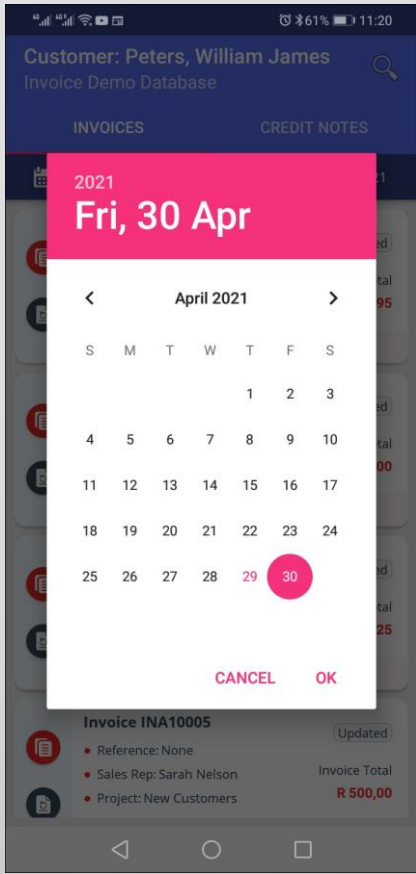 61% 11:20
Customer: Peters, William James
Invoice Demo Database
INVOICES CREDIT NOTES
2021
Fri, 30 Apr
April 2021
S M T W T F S
1 2 3
4 5 6 7 8 9 10
11 12 13 14 15 16 17
18 19 20 21 22 23 24
25 26 27 28 29 30
CANCEL OK
Invoice INA10005
Updated
Reference: None
Sales Rep: Sarah Nelson
Invoice Total
Project: New Customers
R 500,00